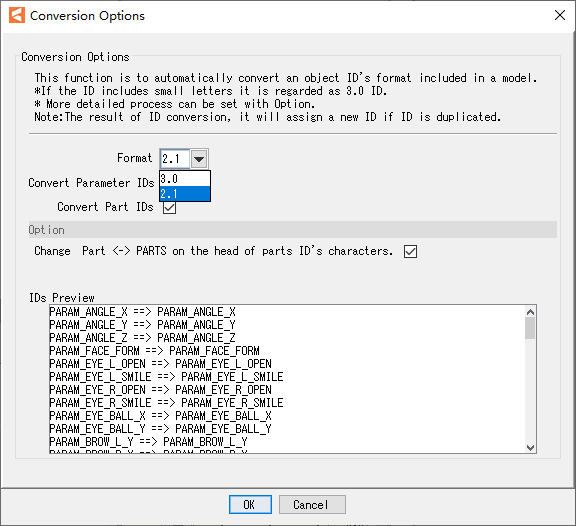 Conversion Options
Conversion Options
This function is to automatically convert an object ID's format included in a model.
*If the ID includes small letters it is regarded as 3.0 ID.
* More detailed process can be set with Option.
Note:The result of ID conversion, it will assign a new ID if ID is duplicated.
Format 2.1
3.0
Convert Parameter IDs
2.1
Convert Part IDs
Option
Change Part <-> PARTS on the head of parts ID's characters.
IDs Preview
PARAM_ANGLE_X ==> PARAM_ANGLE_X
PARAM_ANGLE_Y ==> PARAM_ANGLE_Y
PARAM_ANGLE_Z ==> PARAM_ANGLE_Z
PARAM_FACE_FORM ==> PARAM_FACE_FORM
PARAM_EYE_L_OPEN ==> PARAM_EYE_L_OPEN
PARAM_EYE_L_SMILE ==> PARAM_EYE_L_SMILE
PARAM_EYE_R_OPEN ==> PARAM_EYE_R_OPEN
PARAM_EYE_R_SMILE ==> PARAM_EYE_R_SMILE
PARAM_EYE_BALL_X ==> PARAM_EYE_BALL_X
PARAM_EYE_BALL_Y ==> PARAM_EYE_BALL_Y
PARAM_BROW_L_Y ==> PARAM_BROW_L_Y
OK Cancel